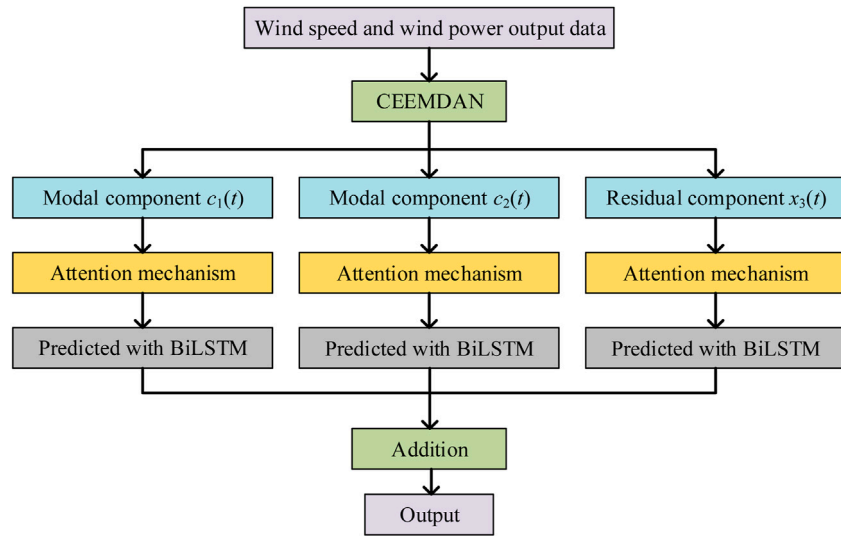 Wind speed and wind power output data
CEEMDAN
Modal component c₁(t)
Modal component c₂(t)
Residual component x₃(t)
Attention mechanism
Attention mechanism
Attention mechanism
Predicted with BiLSTM
Predicted with BiLSTM
Predicted with BiLSTM
Addition
Output